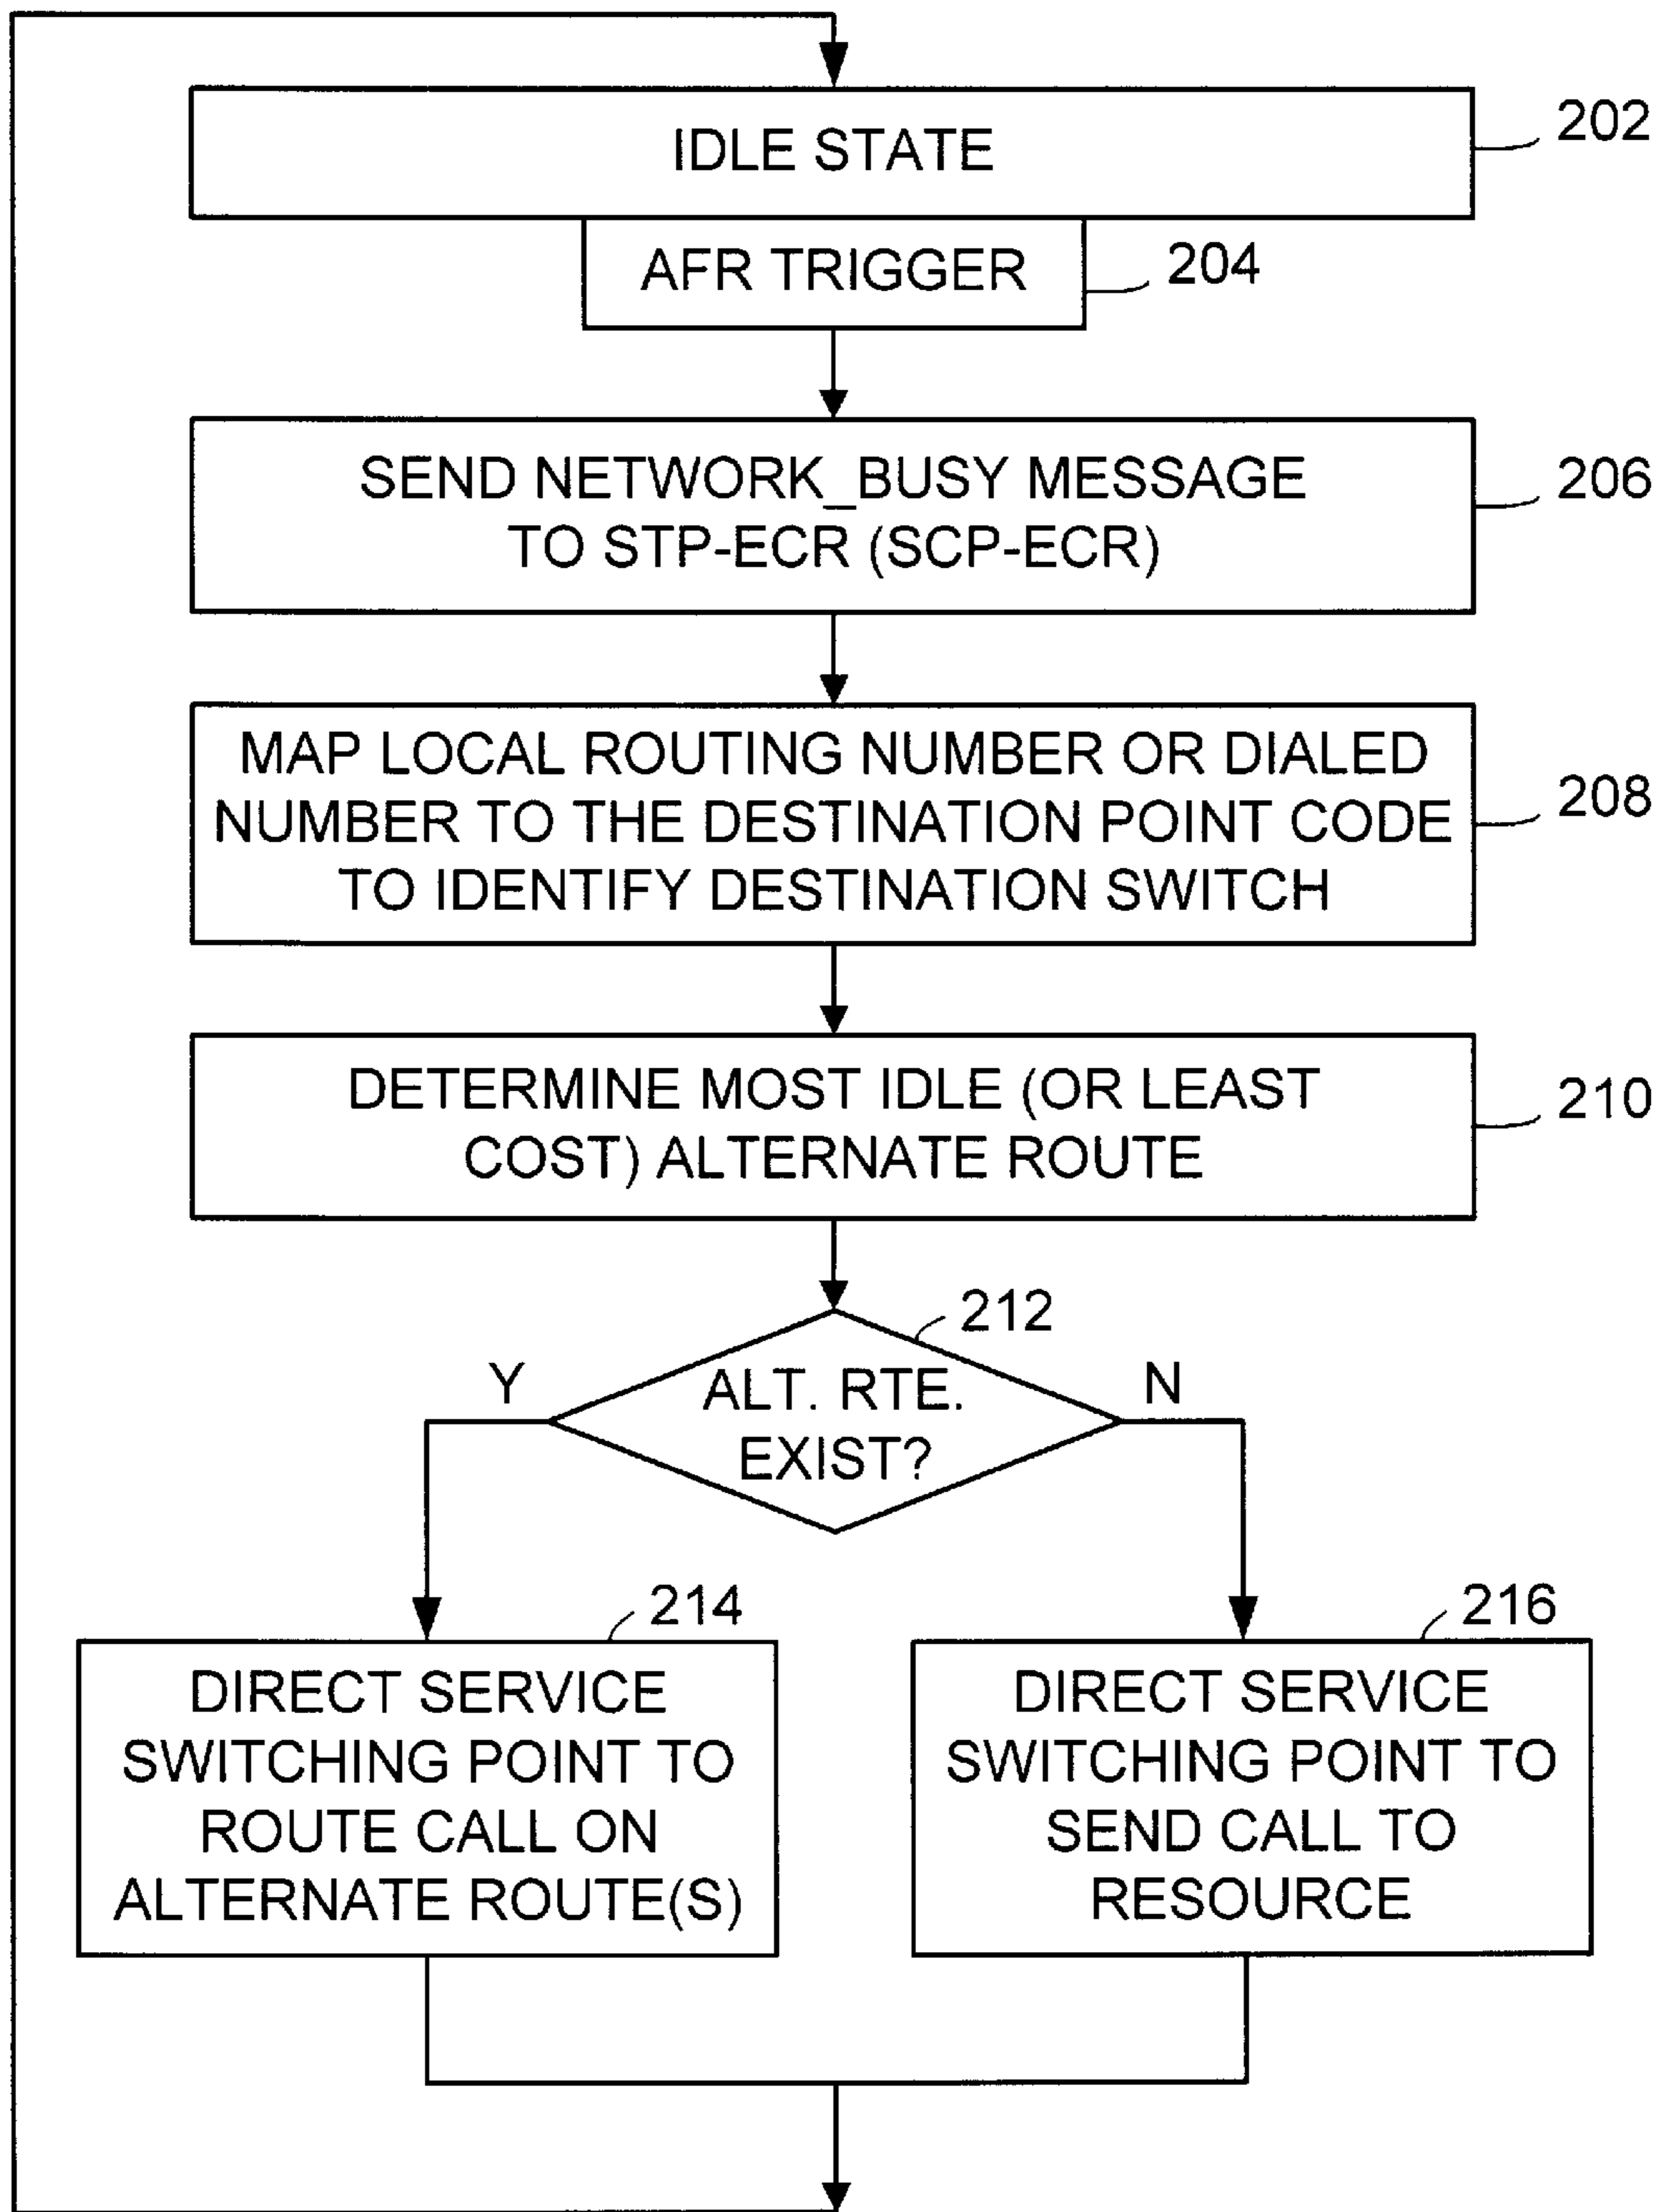 IDLE STATE
202
AFR TRIGGER
204
SEND NETWORK_BUSY MESSAGE
TO STP-ECR (SCP-ECR)
206
MAP LOCAL ROUTING NUMBER OR DIALED
NUMBER TO THE DESTINATION POINT CODE
TO IDENTIFY DESTINATION SWITCH
208
DETERMINE MOST IDLE (OR LEAST
COST) ALTERNATE ROUTE
210
212
Y
ALT. RTE.
EXIST?
N
214
DIRECT SERVICE
SWITCHING POINT TO
ROUTE CALL ON
ALTERNATE ROUTE(S)
216
DIRECT SERVICE
SWITCHING POINT TO
SEND CALL TO
RESOURCE